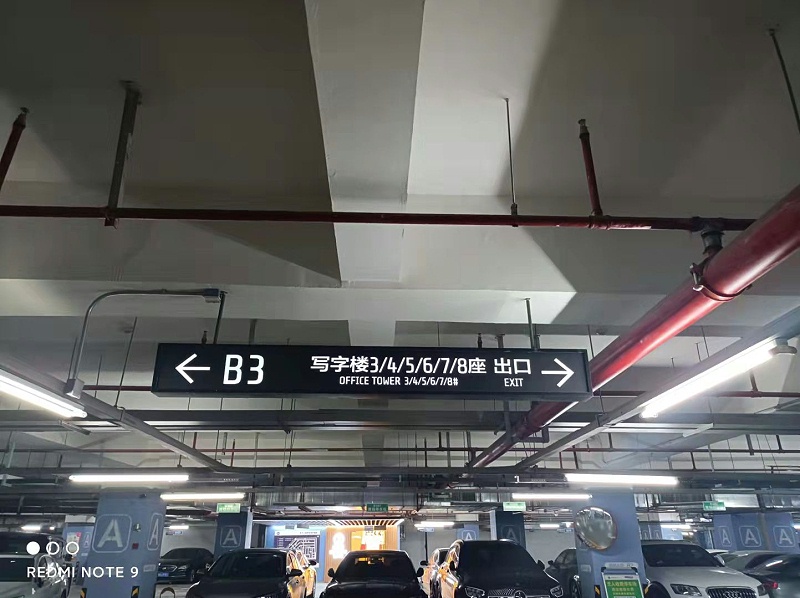 B3
写字楼3/4/5/6/7/8座 出口
OFFICE TOWER 3/4/5/6/7/8# EXIT
A
A
A
A
A
A
REDMI NOTE 9